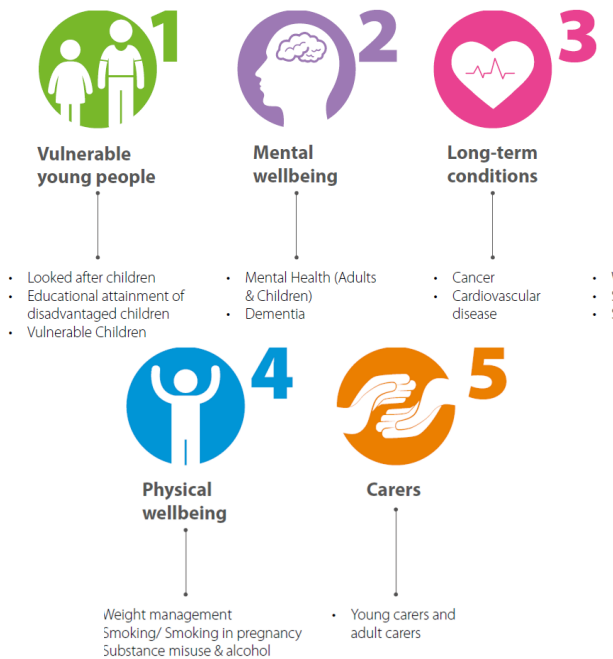 1
2
3
Vulnerable
young people
Mental
wellbeing
Long-term
conditions
• Looked after children
• Educational attainment of
disadvantaged children
• Vulnerable Children
• Mental Health (Adults
& Children)
• Dementia
• Cancer
• Cardiovascular
disease
4
5
Physical
wellbeing
Carers
Weight management
Smoking/ Smoking in pregnancy
Substance misuse & alcohol
• Young carers and
adult carers